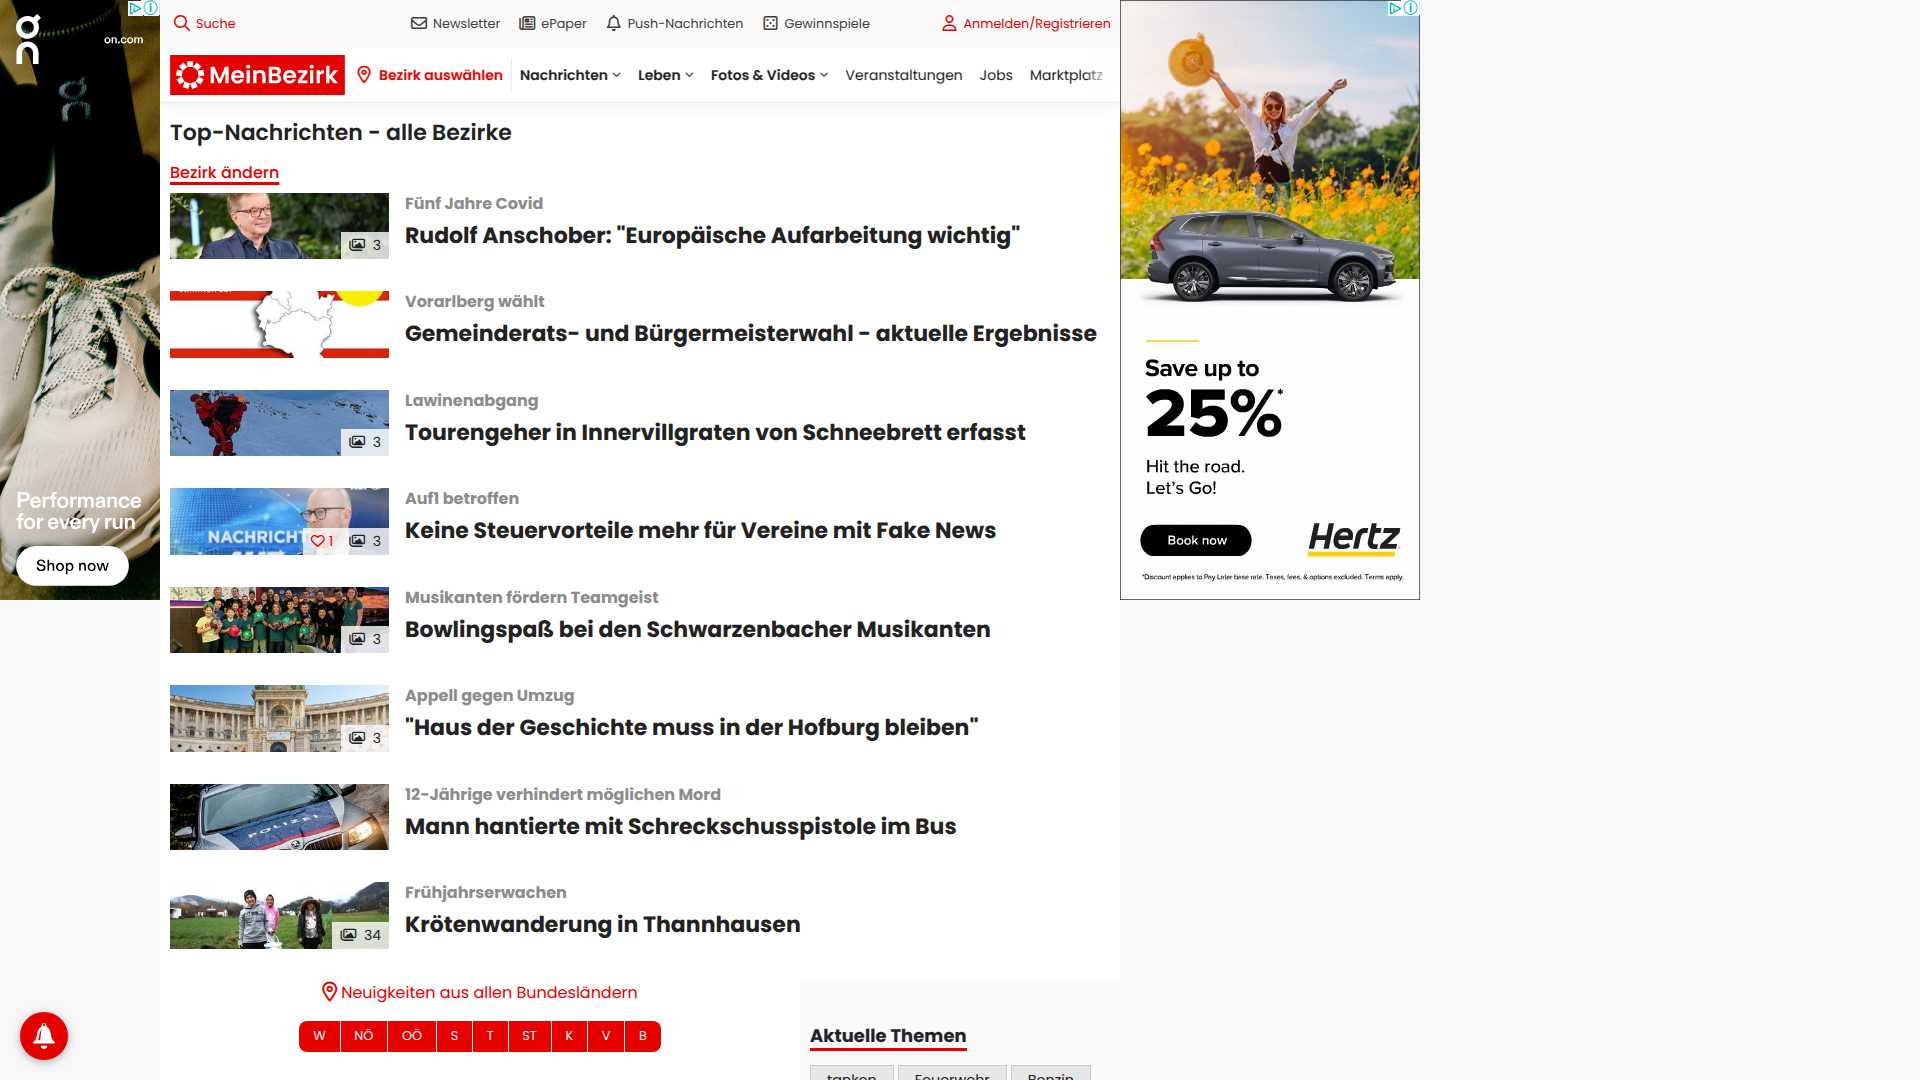 on.com
Performance
for every run
Shop now
Suche
Newsletter
ePaper
Push-Nachrichten
Gewinnspiele
Anmelden/Registrieren
MeinBezirk
Bezirk auswählen
Nachrichten
Leben
Fotos & Videos
Veranstaltungen
Jobs
Marktplatz
Top-Nachrichten - alle Bezirke
Bezirk ändern
3
Fünf Jahre Covid
Rudolf Anschober: "Europäische Aufarbeitung wichtig"
Vorarlberg wählt
Gemeinderats- und Bürgermeisterwahl - aktuelle Ergebnisse
3
Lawinenabgang
Tourengeher in Innervillgraten von Schneebrett erfasst
NACHRICHT
1
3
Auf1 betroffen
Keine Steuervorteile mehr für Vereine mit Fake News
3
Musikanten fördern Teamgeist
Bowlingspaß bei den Schwarzenbacher Musikanten
3
Appell gegen Umzug
"Haus der Geschichte muss in der Hofburg bleiben"
POLIZEI
12-Jährige verhindert möglichen Mord
Mann hantierte mit Schreckschusspistole im Bus
34
Frühjahrserwachen
Krötenwanderung in Thannhausen
Neuigkeiten aus allen Bundesländern
W
NÖ
OÖ
S
T
ST
K
V
B
Aktuelle Themen
tanken
Feuerwehr
Benzin
Save up to
25%*
Hit the road.
Let's Go!
Book now
Hertz
*Discount applies to Pay Later base rate. Taxes, fees, & options excluded. Terms apply.